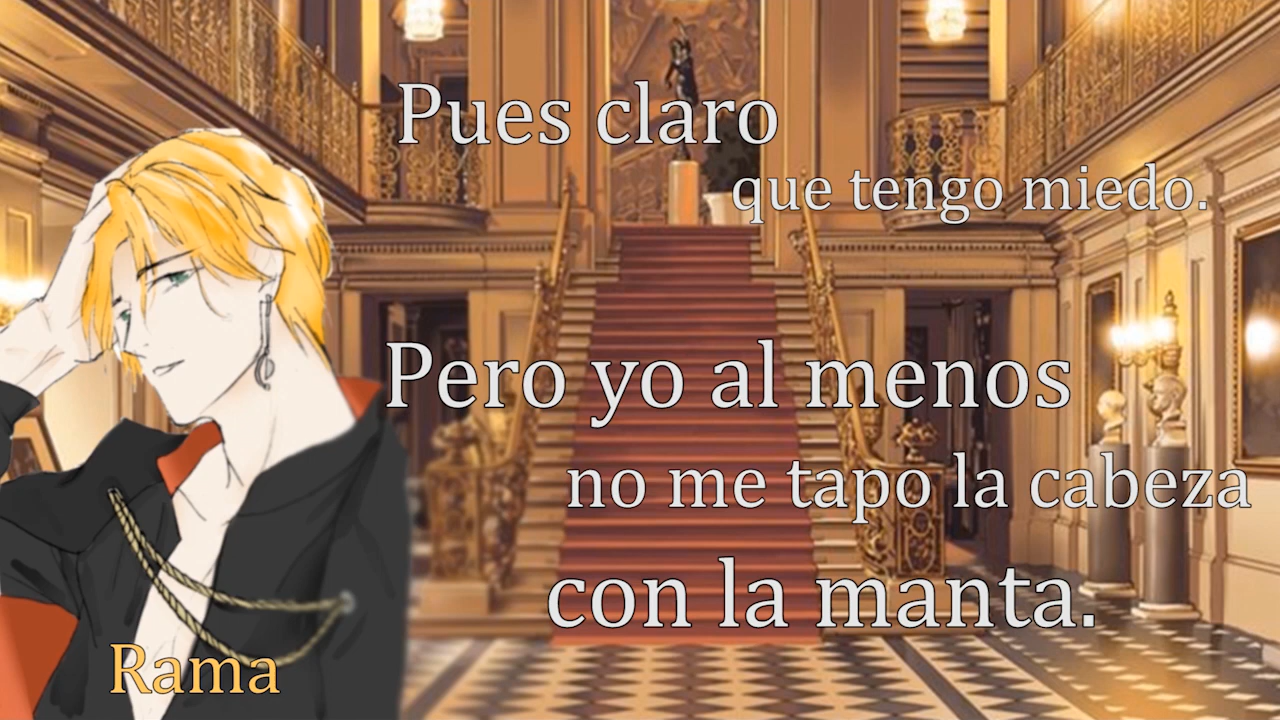 Pues claro
que tengo miedo.
Pero yo al menos
no me tapo la cabeza
con la manta.
Rama